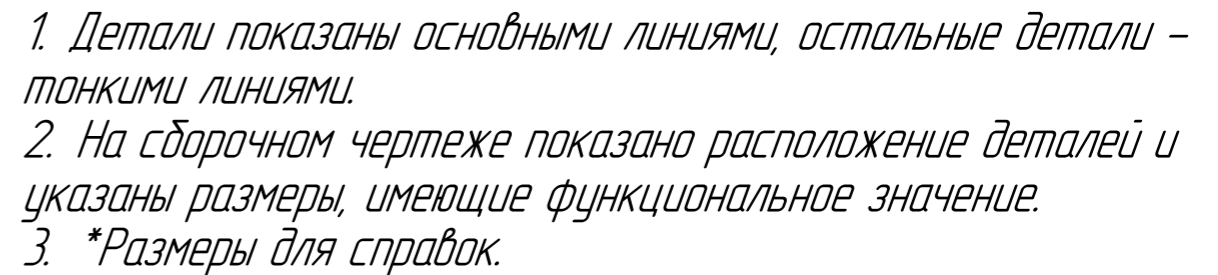 1. Детали показаны основными линиями, остальные детали –
тонкими линиями.
2. На сборочном чертеже показано расположение деталей и
указаны размеры, имеющие функциональное значение.
3. *Размеры для справок.